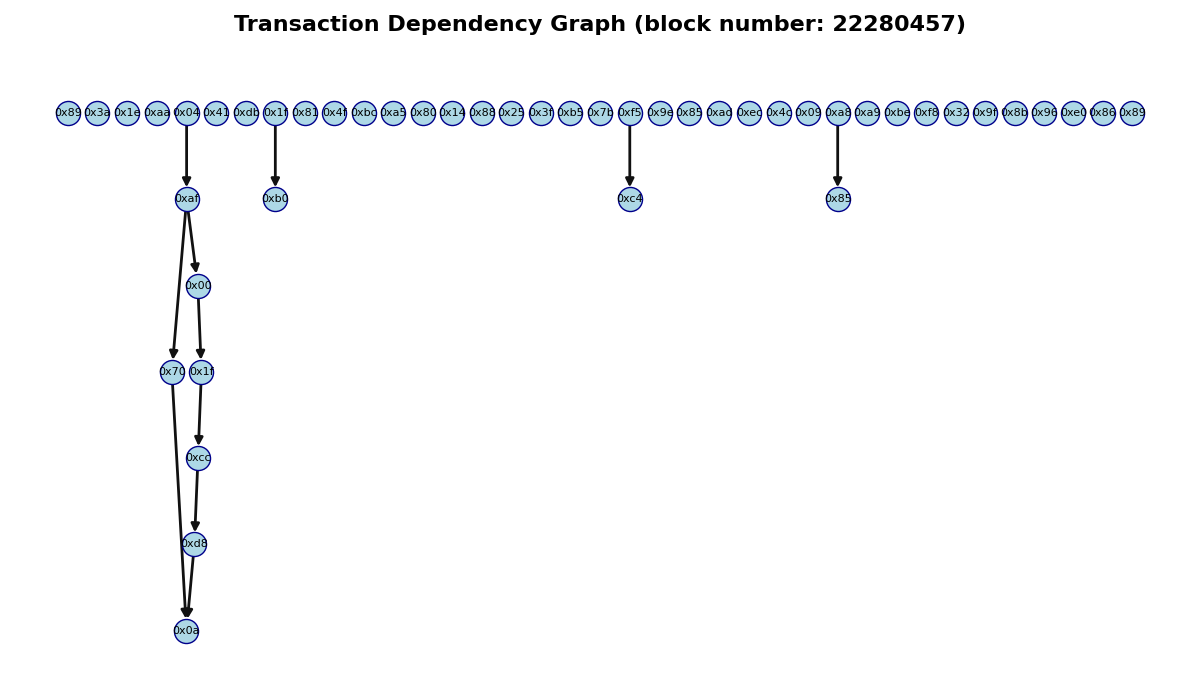 Transaction Dependency Graph (block number: 22280457)
0x89 0x3a 0x1e 0xaa 0x04 0x41 0xdb 0x1f 0x81 0x4f 0xbc 0xa5 0x80 0x14 0x88 0x25 0x3f 0xb5 0x7b 0xf5 0x9e 0x85 0xad 0xec 0x4c 0x09 0xa8 0xa9 0xbe 0xf8 0x32 0x9f 0x8b 0x96 0xe0 0x86 0x89
0xaf 0xb0 0xc4 0x85
0x00
0x70 0x1f
0xcc
0xd8
0x0a